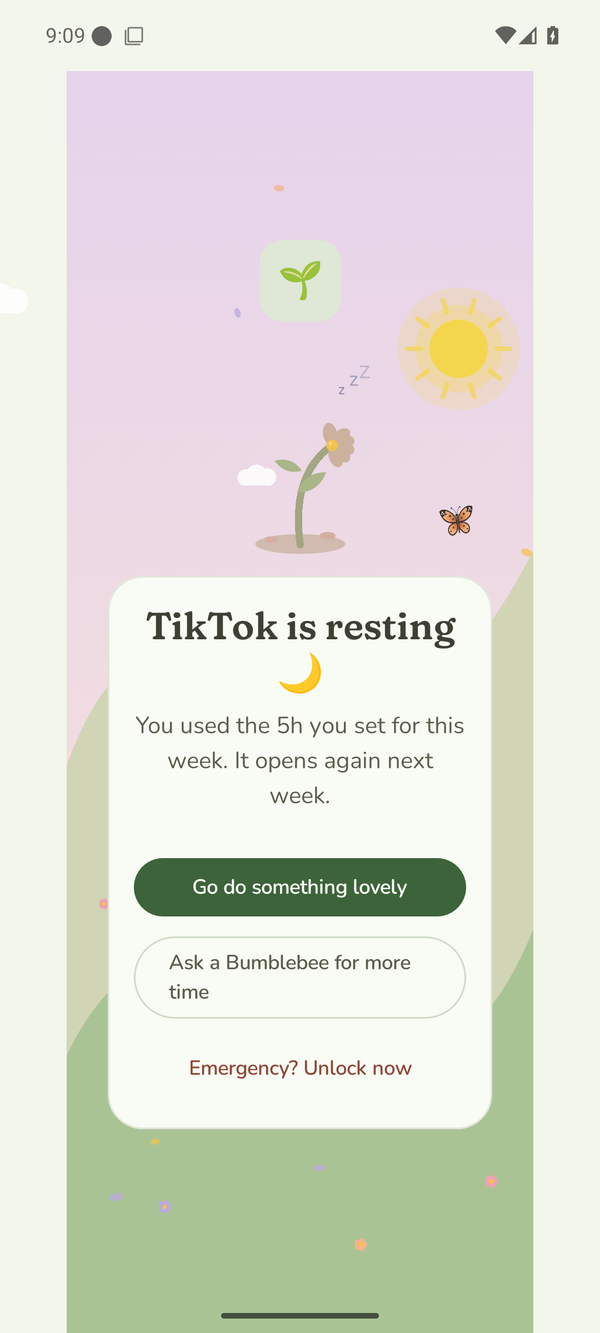 9:09
z z Z
TikTok is resting
🌙
You used the 5h you set for this
week. It opens again next
week.
Go do something lovely
Ask a Bumblebee for more
time
Emergency? Unlock now